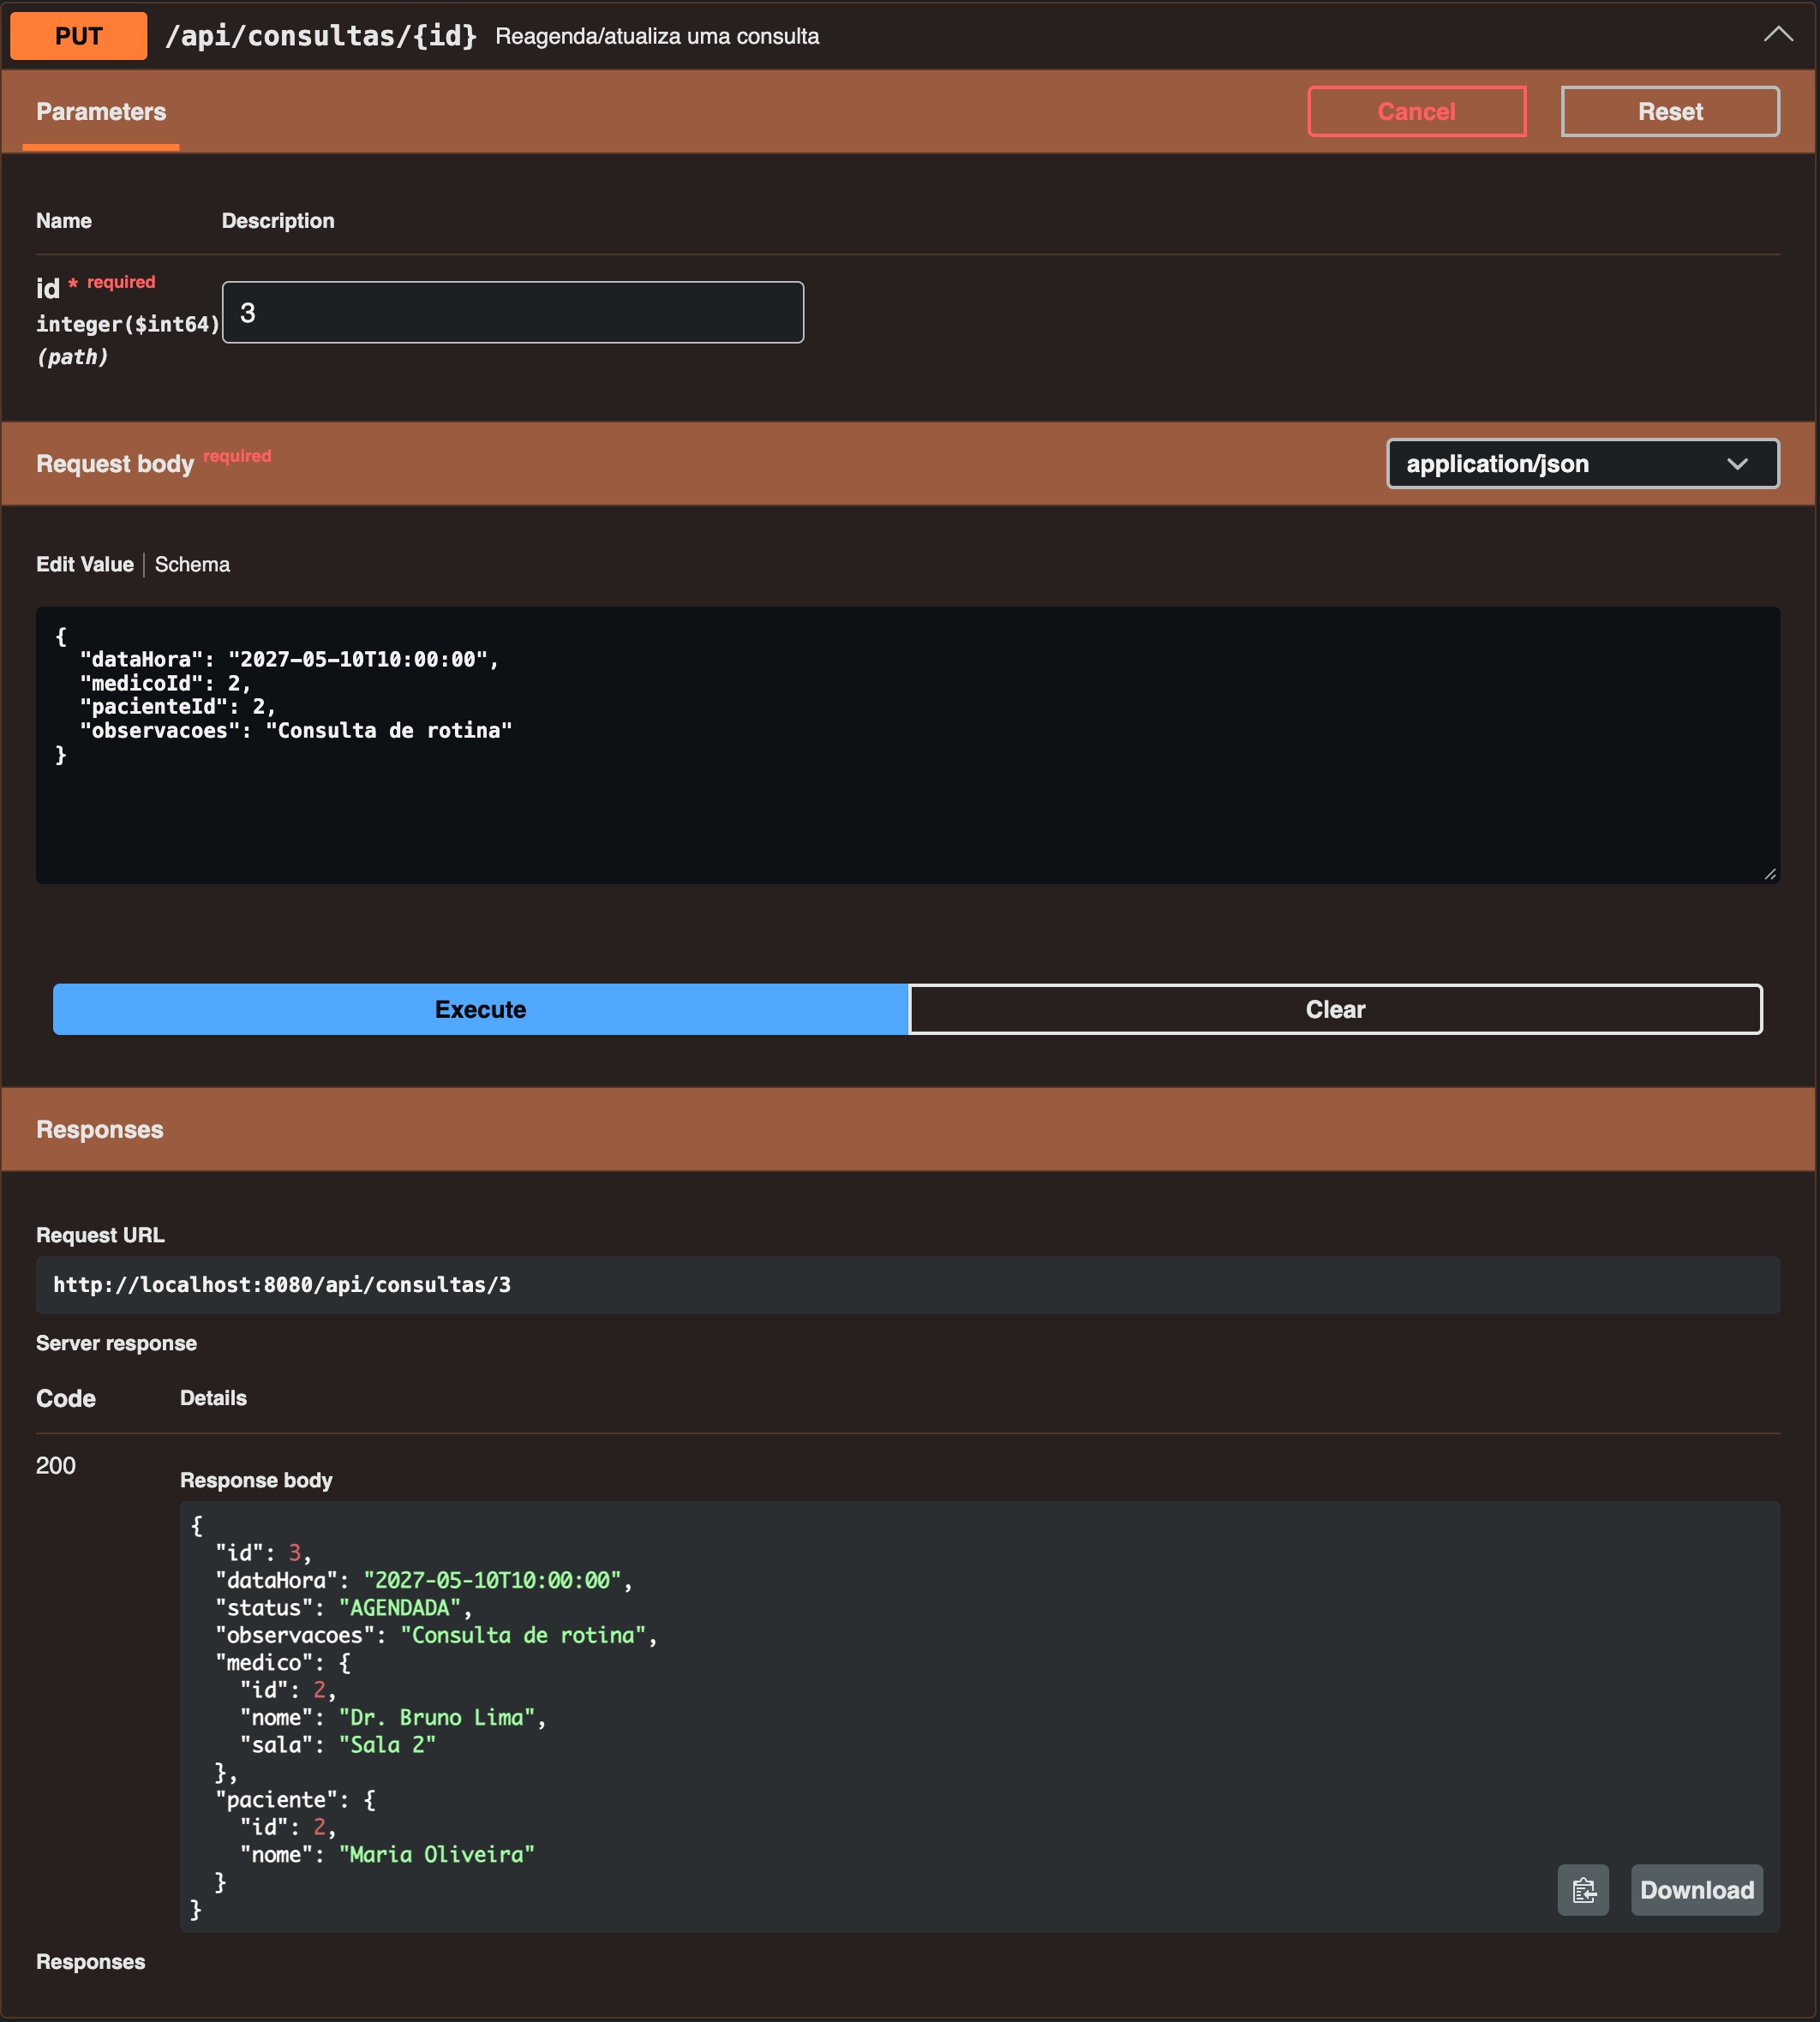 PUT /api/consultas/{id} Reagenda/atualiza uma consulta
Parameters
Cancel
Reset
Name Description
id * required
integer($int64)
(path)
3
Request body required
application/json
Edit Value | Schema
{
  "dataHora": "2027-05-10T10:00:00",
  "medicoId": 2,
  "pacienteId": 2,
  "observacoes": "Consulta de rotina"
}
Execute
Clear
Responses
Request URL
http://localhost:8080/api/consultas/3
Server response
Code Details
200
Response body
{
  "id": 3,
  "dataHora": "2027-05-10T10:00:00",
  "status": "AGENDADA",
  "observacoes": "Consulta de rotina",
  "medico": {
    "id": 2,
    "nome": "Dr. Bruno Lima",
    "sala": "Sala 2"
  },
  "paciente": {
    "id": 2,
    "nome": "Maria Oliveira"
  }
}
Download
Responses